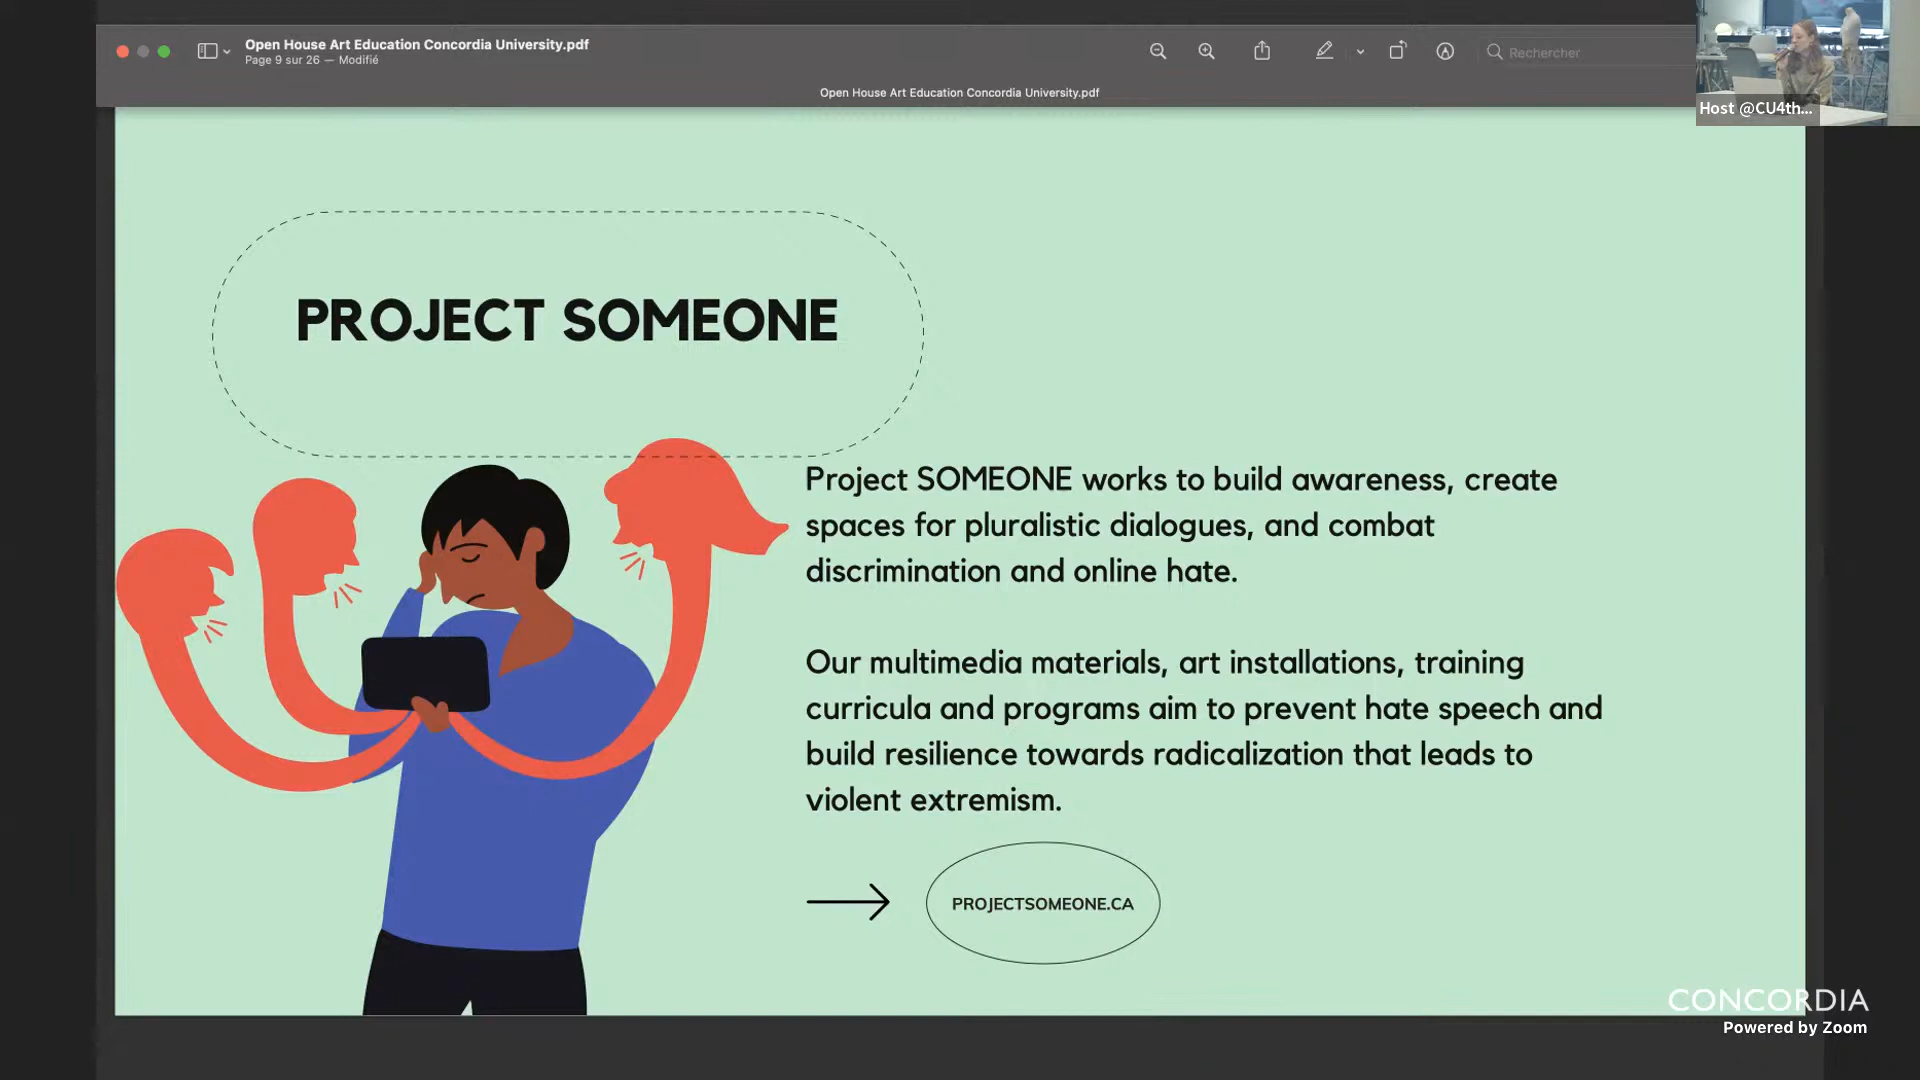 Open House Art Education Concordia University.pdf
Page 9 sur 26 — Modifié
Rechercher
Open House Art Education Concordia University.pdf
Host @CU4th...
PROJECT SOMEONE
Project SOMEONE works to build awareness, create
spaces for pluralistic dialogues, and combat
discrimination and online hate.
Our multimedia materials, art installations, training
curricula and programs aim to prevent hate speech and
build resilience towards radicalization that leads to
violent extremism.
PROJECTSOMEONE.CA
CONCORDIA
Powered by Zoom